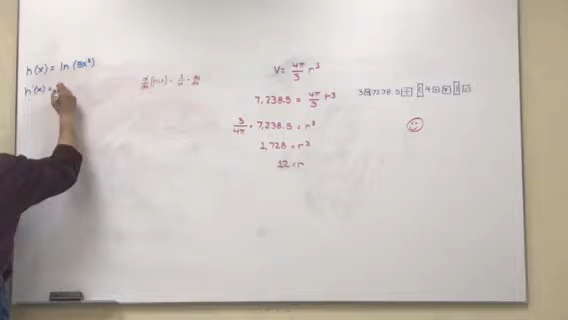 h(x) = ln (5x²)
h'(x) =
d/dx [ln u] = 1/u · du/dx
V = 4π/3 r³
7,238.5 = 4π/3 r³
3/4π · 7,238.5 = r³
1,728 = r³
12 = r